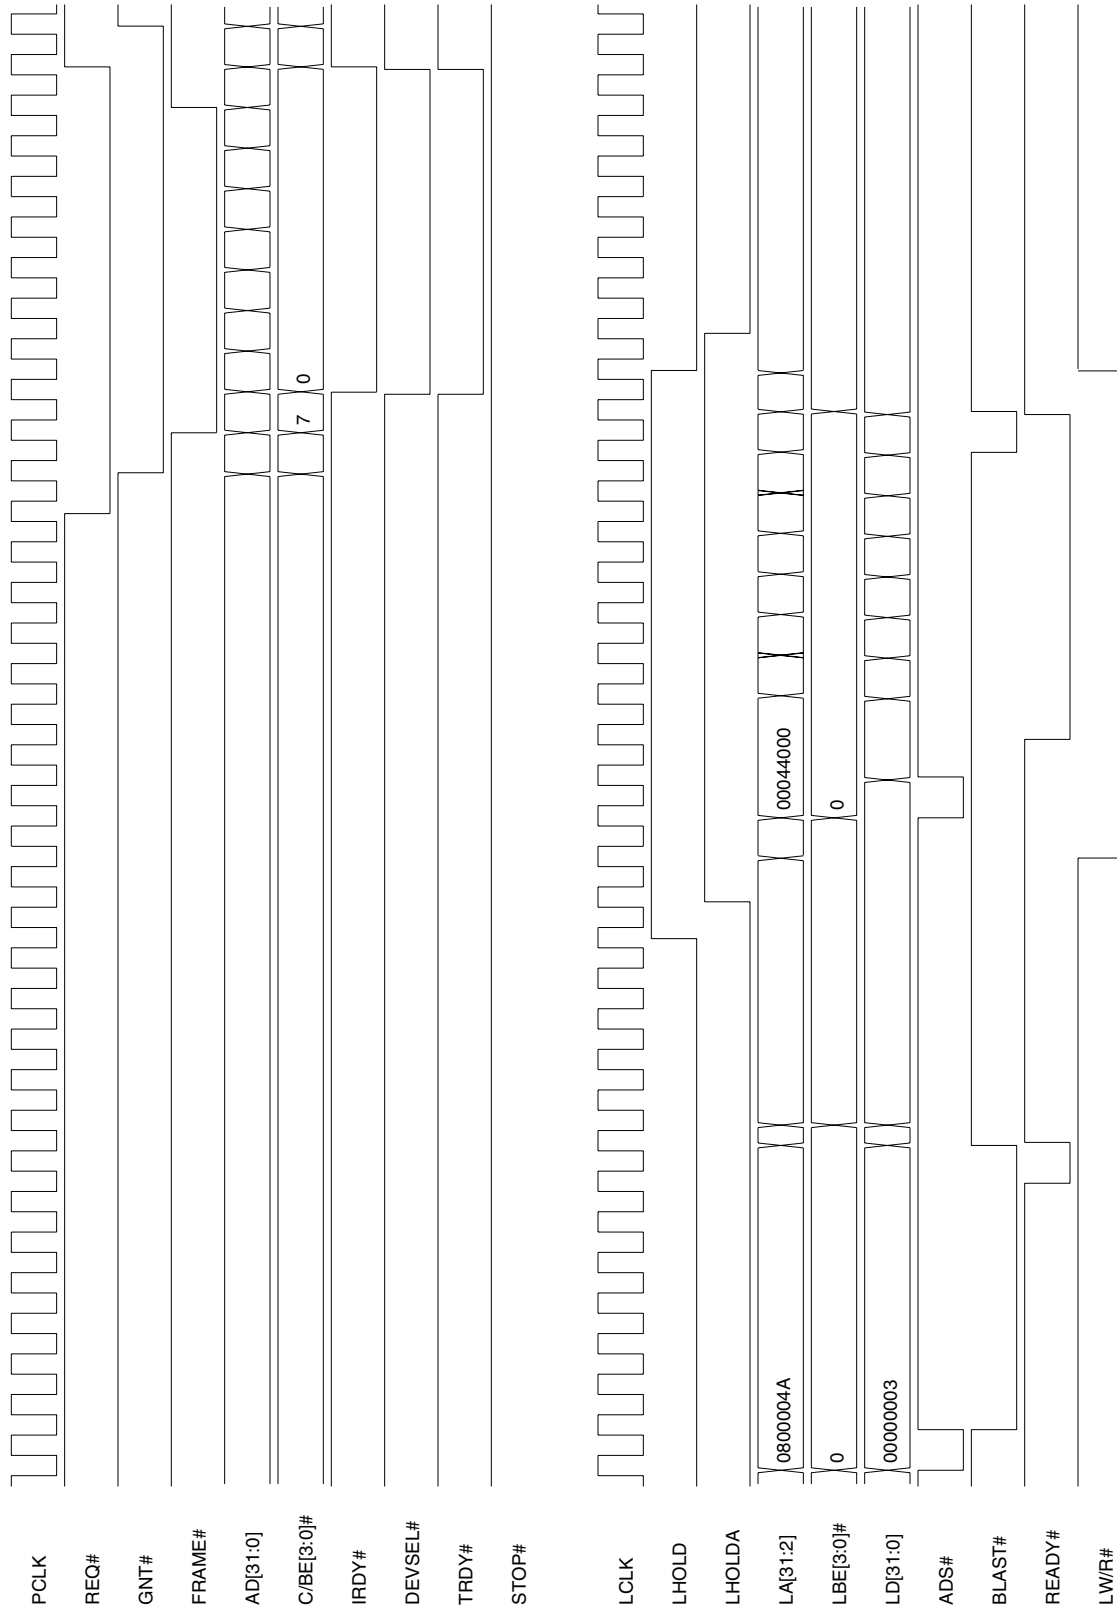 PCLK
REQ#
GNT#
FRAME#
AD[31:0]
C/BE[3:0]# 7 0
IRDY#
DEVSEL#
TRDY#
STOP#
LCLK
LHOLD
LHOLDA
LA[31:2] 0800004A 00044000
LBE[3:0]# 0 0
LD[31:0] 00000003
ADS#
BLAST#
READY#
LW/R#